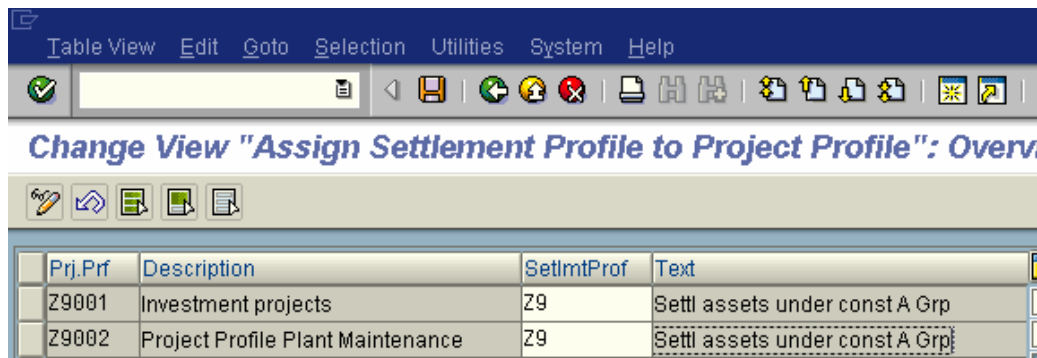 Table View Edit Goto Selection Utilities System Help
Change View "Assign Settlement Profile to Project Profile":
Prj.Prf Description SetlmtProf Text
Z9001 Investment projects Z9 Settl assets under const A Grp
Z9002 Project Profile Plant Maintenance Z9 Settl assets under const A Grp